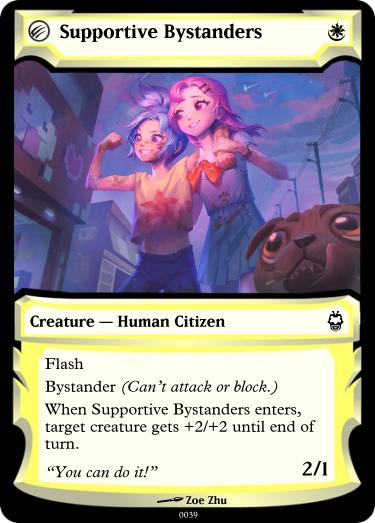 Supportive Bystanders
Creature — Human Citizen
Flash
Bystander (Can’t attack or block.)
When Supportive Bystanders enters,
target creature gets +2/+2 until end of
turn.
“You can do it!”
2/1
Zoe Zhu
0039